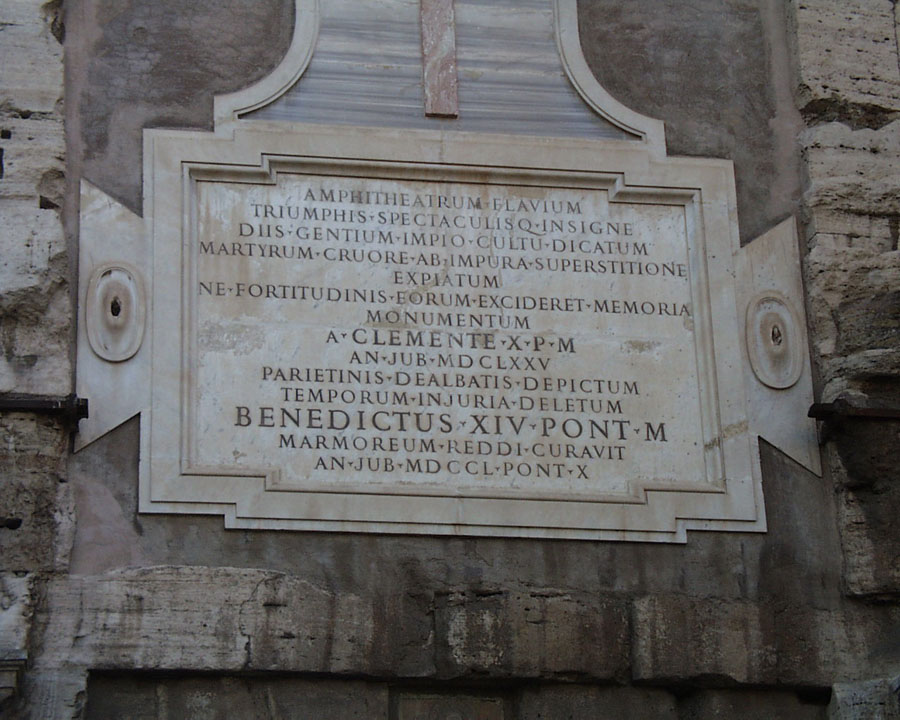 AMPHITHEATRUM·FLAVIUM
TRIUMPHIS·SPECTACULISQ·INSIGNE
DIIS·GENTIUM·IMPIO·CULTU·DICATUM
MARTYRUM·CRUORE·AB·IMPURA·SUPERSTITIONE
EXPIATUM
NE·FORTITUDINIS·EORUM·EXCIDERET·MEMORIA
MONUMENTUM
A·CLEMENTE·X·P·M
AN·JUB·MDCLXXV
PARIETINIS·DEALBATIS·DEPICTUM
TEMPORUM·INJURIA·DELETUM
BENEDICTUS·XIV·PONT·M
MARMOREUM·REDDI·CURAVIT
AN·JUB·MDCCL·PONT·X